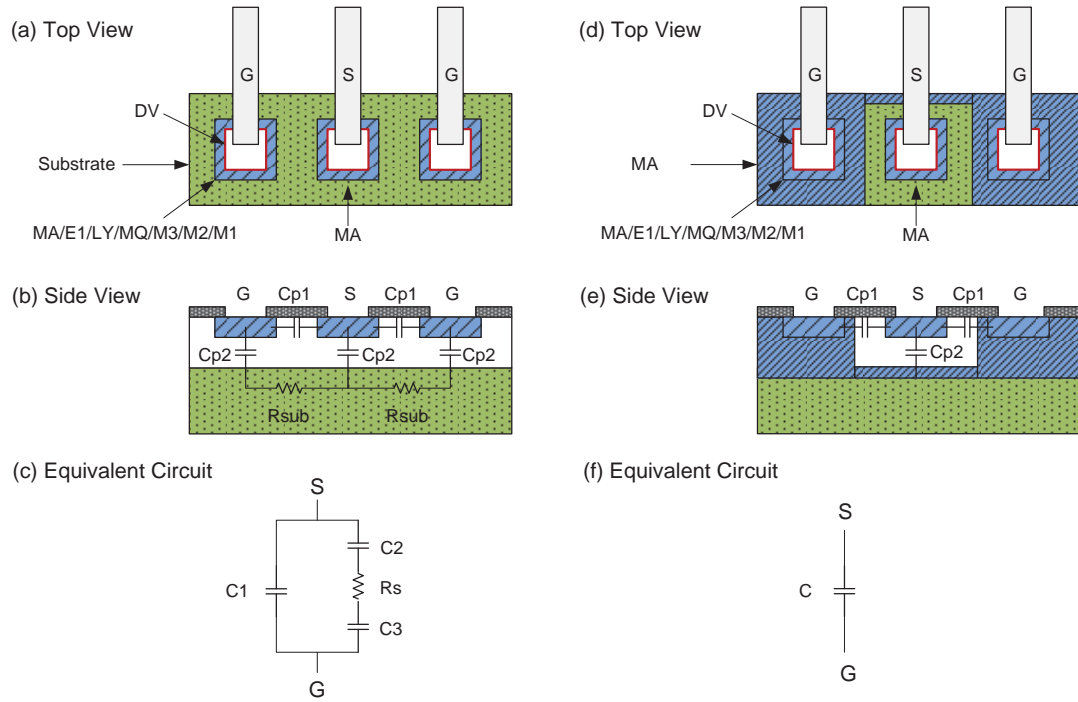 (a) Top View
G S G
DV
Substrate
MA/E1/LY/MQ/M3/M2/M1
MA
(b) Side View
G Cp1 S Cp1 G
Cp2 Cp2 Cp2
Rsub Rsub
(c) Equivalent Circuit
S
C2
C1 Rs
C3
G
(d) Top View
G S G
DV
MA
MA/E1/LY/MQ/M3/M2/M1
MA
(e) Side View
G Cp1 S Cp1 G
Cp2
(f) Equivalent Circuit
S
C
G